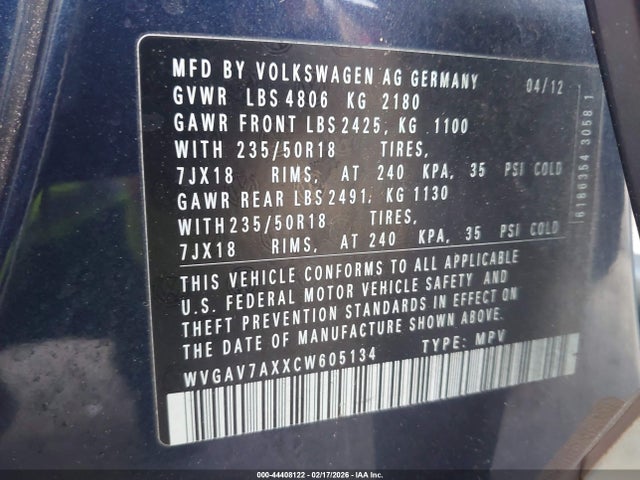 MFD BY VOLKSWAGEN AG GERMANY 04/12
GVWR LBS 4806 KG 2180
GAWR FRONT LBS 2425, KG 1100
WITH 235/50R18 TIRES,
7JX18 RIMS, AT 240 KPA, 35 PSI COLD
GAWR REAR LBS 2491, KG 1130
WITH 235/50R18 TIRES,
7JX18 RIMS, AT 240 KPA, 35 PSI COLD
THIS VEHICLE CONFORMS TO ALL APPLICABLE
U.S. FEDERAL MOTOR VEHICLE SAFETY AND
THEFT PREVENTION STANDARDS IN EFFECT ON
THE DATE OF MANUFACTURE SHOWN ABOVE.
WVGAV7AXXCW605134 TYPE: MPV
6186354 3058 1
000-44408122 - 02/17/2026 - IAA Inc.